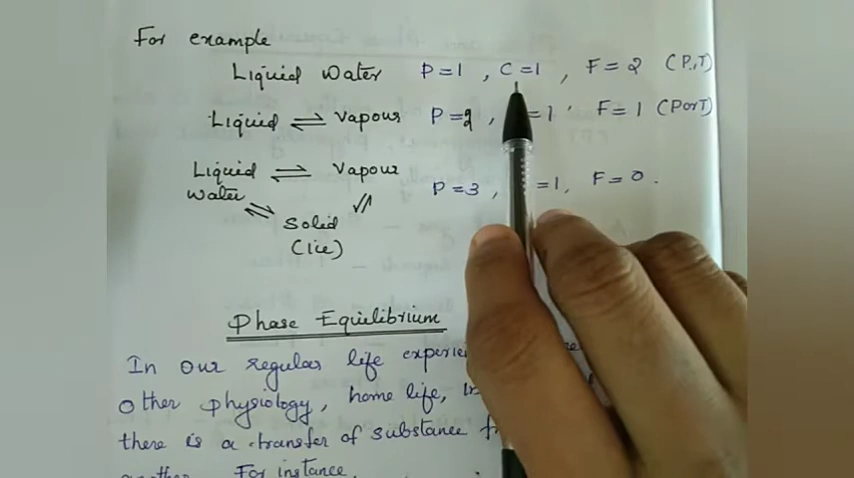 For example
Liquid Water P=1 , C=1 , F=2 (P,T)
Liquid ⇌ Vapour P=2, =1 , F=1 (P or T)
Liquid ⇌ Vapour
water P=3 , =1, F=0 .
⇌ Solid ⇌
(Ice)
Phase Equilibrium
In our regular life
other physiology, home life,
there is a transfer of substance
another For instance,